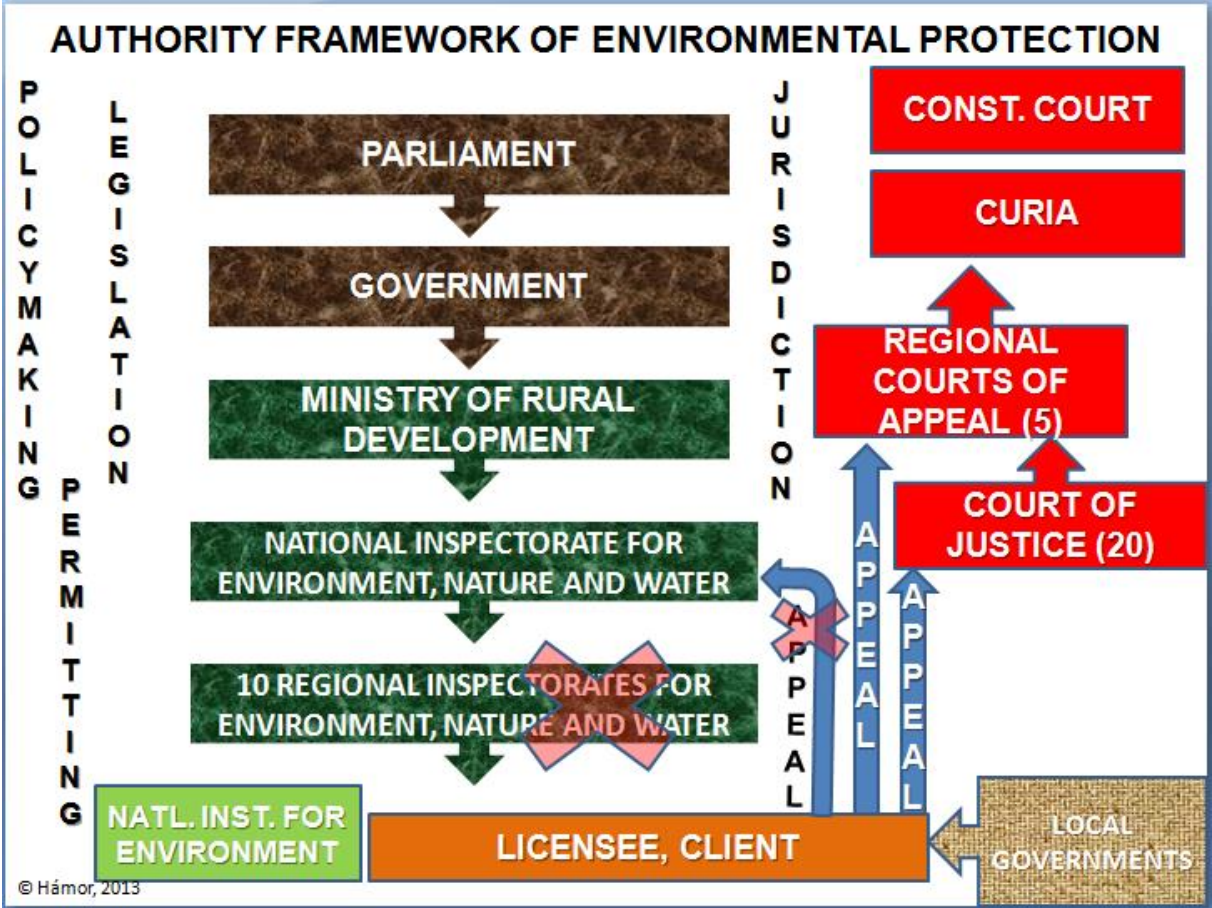 AUTHORITY FRAMEWORK OF ENVIRONMENTAL PROTECTION
POLICYMAKING
LEGISLATION
PERMITTING
PARLIAMENT
GOVERNMENT
MINISTRY OF RURAL
DEVELOPMENT
NATIONAL INSPECTORATE FOR
ENVIRONMENT, NATURE AND WATER
10 REGIONAL INSPECTORATES FOR
ENVIRONMENT, NATURE AND WATER
NATL. INST. FOR
ENVIRONMENT
LICENSEE, CLIENT
LOCAL
GOVERNMENTS
JURISDICTION
CONST. COURT
CURIA
REGIONAL
COURTS OF
APPEAL (5)
COURT OF
JUSTICE (20)
APPEAL
APPEAL
APPEAL
© Hámor, 2013